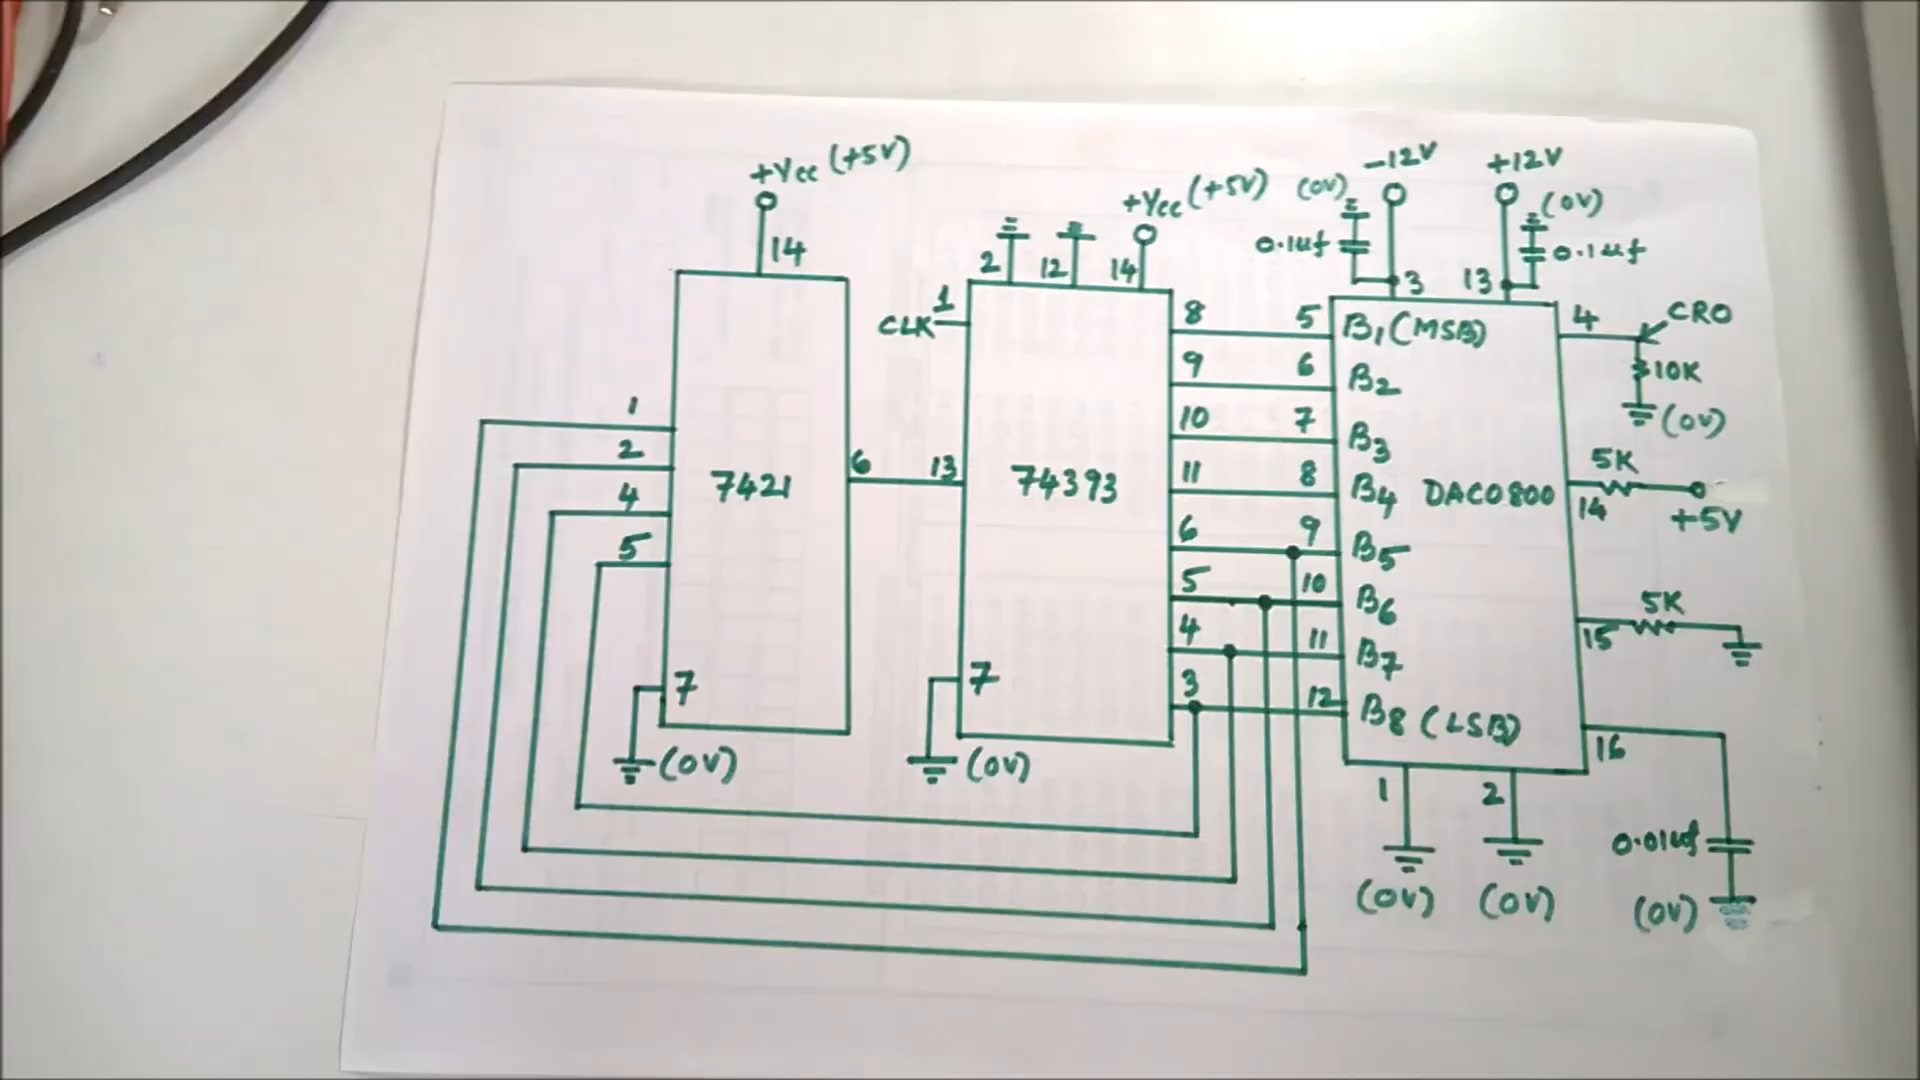 +Vcc (+5V)
14
1
2
4
5
7421
6
7
(0V)
+Vcc (+5V)
2
12
14
1
CLK
13
74393
7
(0V)
8
9
10
11
6
5
4
3
-12V
+12V
(0V)
(0V)
0.1uf
0.1uf
3
13
5
6
7
8
9
10
11
12
B1 (MSB)
B2
B3
B4
B5
B6
B7
B8 (LSB)
DAC0800
4
CRO
10K
(0V)
5K
14
+5V
5K
15
16
1
2
(0V)
(0V)
0.01uf
(0V)